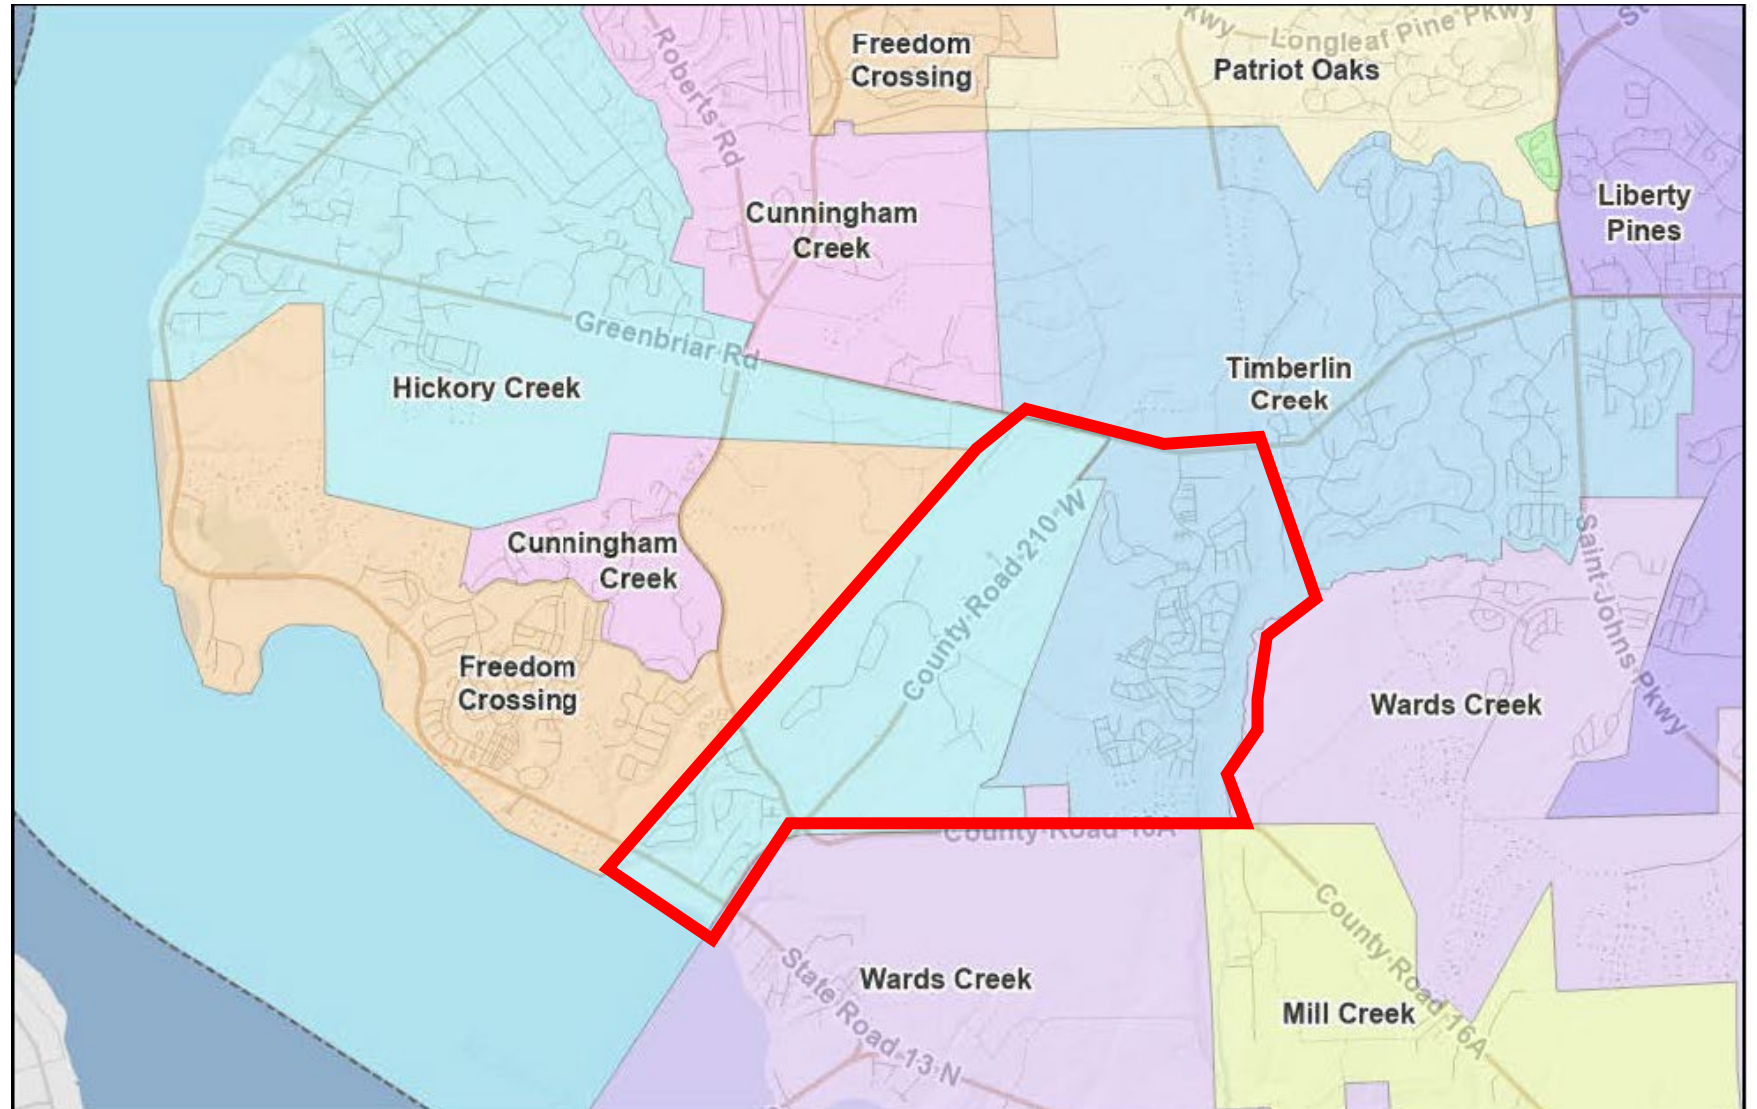 Pkwy
Longleaf Pine Pkwy
St
Freedom
Crossing
Patriot Oaks
Roberts Rd
Liberty
Pines
Cunningham
Creek
Greenbriar Rd
Hickory Creek
Timberlin
Creek
County Road 210 W
Cunningham
Creek
Saint Johns Pkwy
Freedom
Crossing
Wards Creek
County Road 16A
County Road 16A
Wards Creek
State Road 13 N
Mill Creek